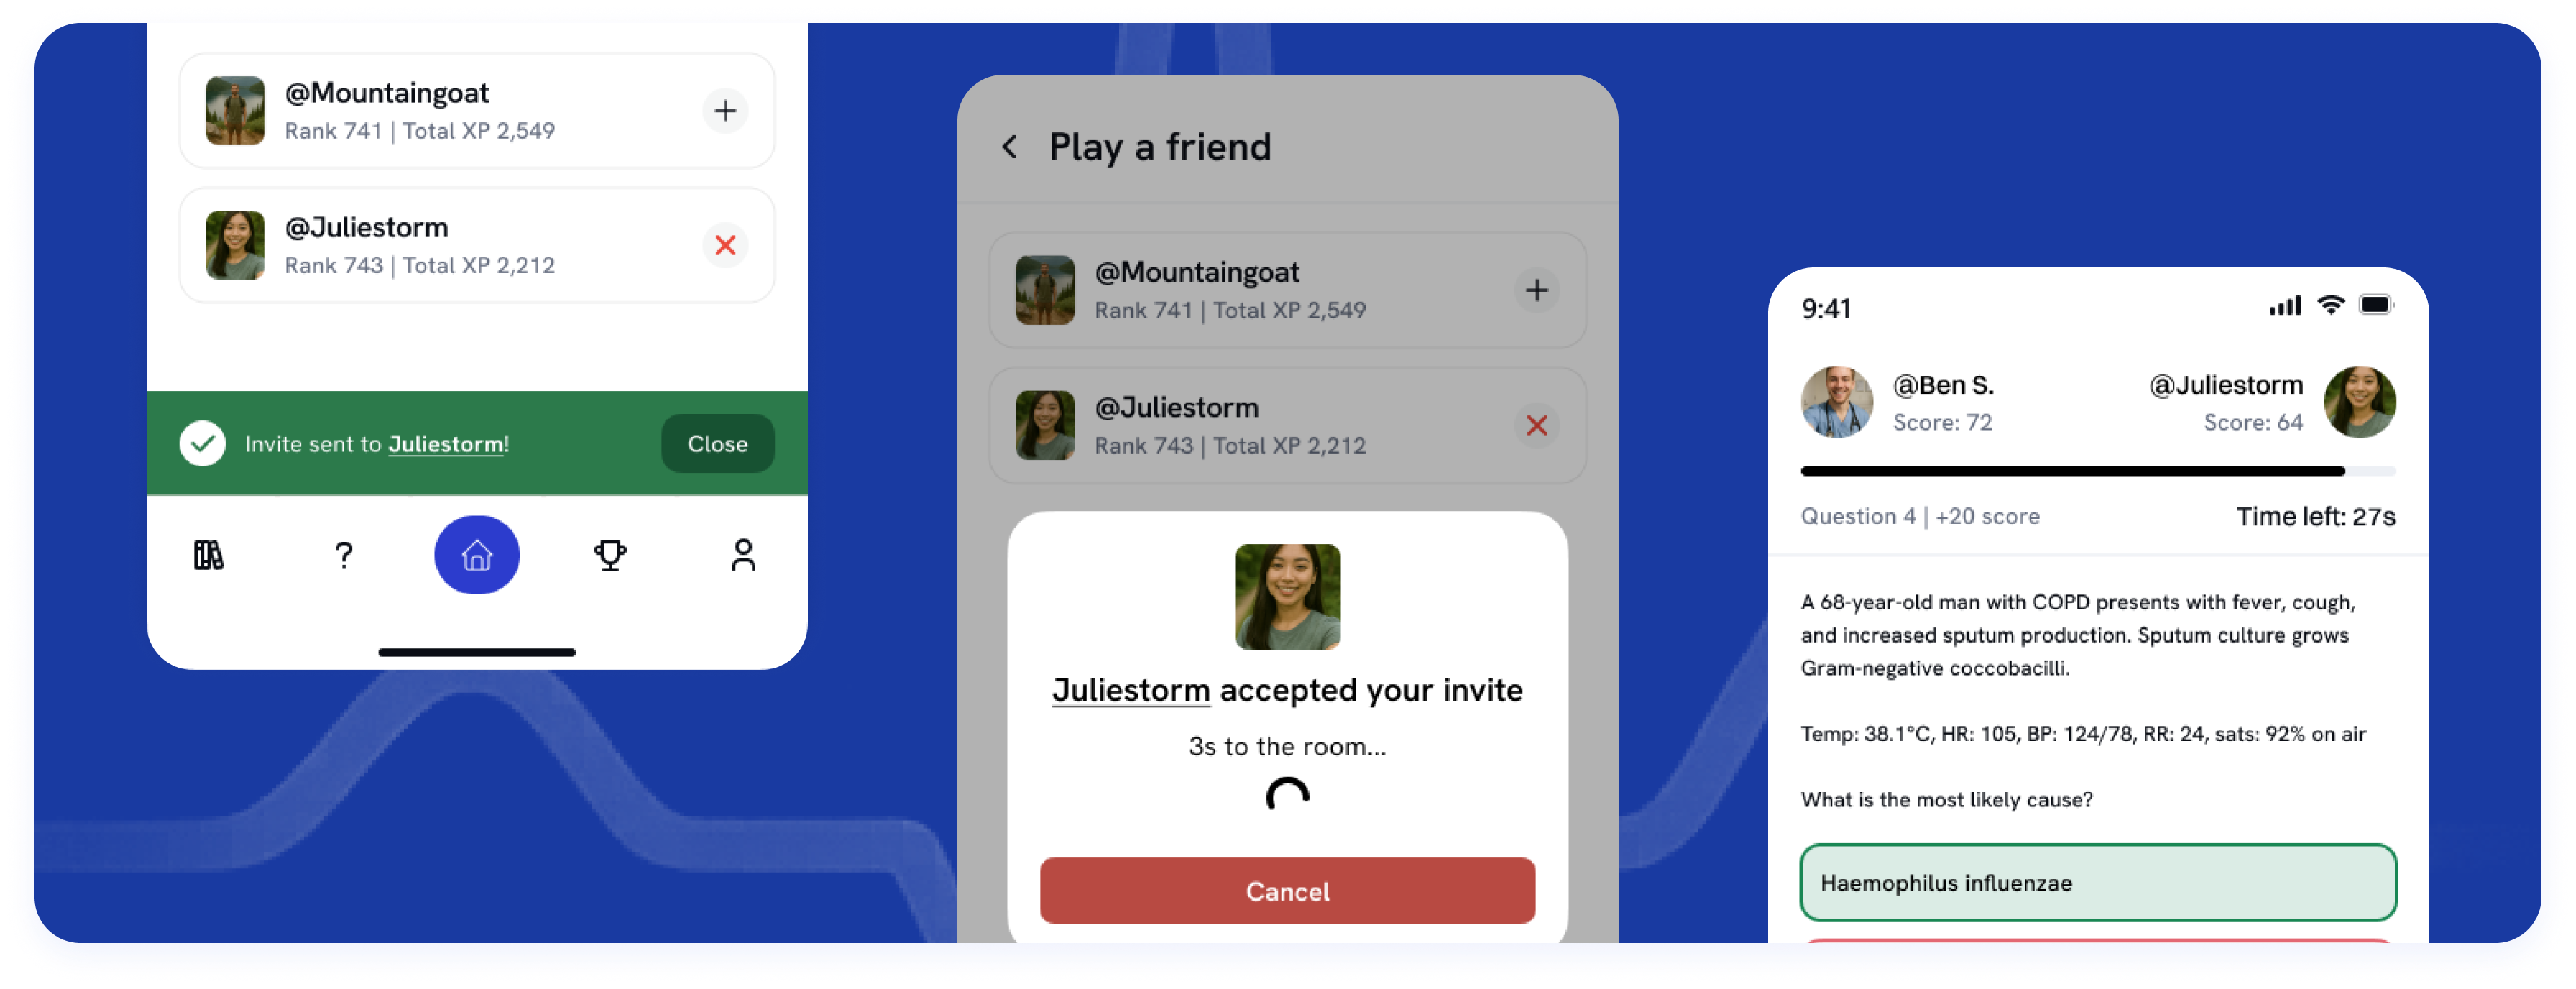 @Mountaingoat
Rank 741 | Total XP 2,549
@Juliestorm
Rank 743 | Total XP 2,212
Invite sent to Juliestorm!
Close
?
Play a friend
@Mountaingoat
Rank 741 | Total XP 2,549
@Juliestorm
Rank 743 | Total XP 2,212
Juliestorm accepted your invite
3s to the room...
Cancel
9:41
@Ben S.
Score: 72
@Juliestorm
Score: 64
Question 4 | +20 score
Time left: 27s
A 68-year-old man with COPD presents with fever, cough,
and increased sputum production. Sputum culture grows
Gram-negative coccobacilli.
Temp: 38.1°C, HR: 105, BP: 124/78, RR: 24, sats: 92% on air
What is the most likely cause?
Haemophilus influenzae